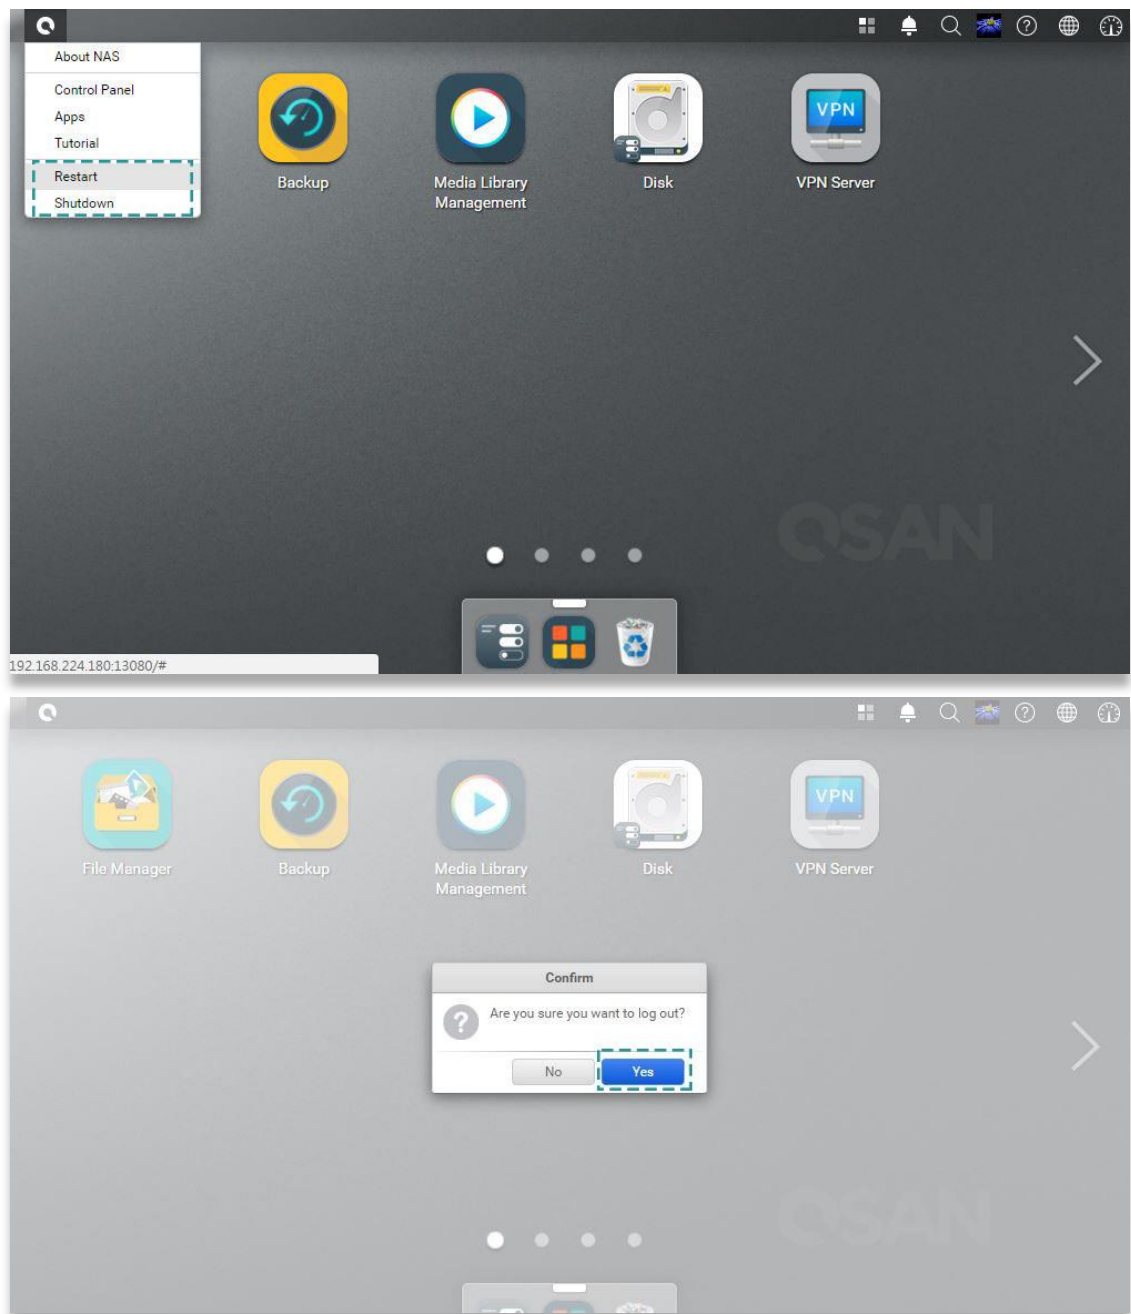 About NAS
Control Panel
Apps
Tutorial
Restart
Shutdown
Backup
Media Library
Management
Disk
VPN
VPN Server
QSAN
192.168.224.180:13080/#
File Manager
Backup
Media Library
Management
Disk
VPN
VPN Server
Confirm
Are you sure you want to log out?
No
Yes
QSAN